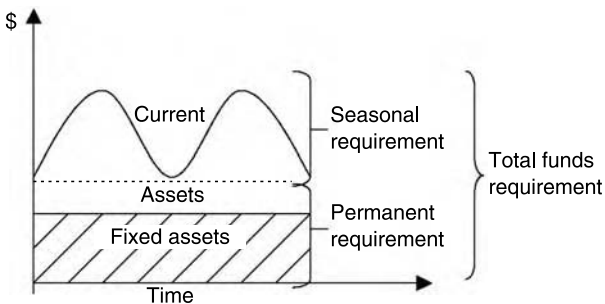 $
Current
Seasonal
requirement
Total funds
requirement
Assets
Permanent
requirement
Fixed assets
Time